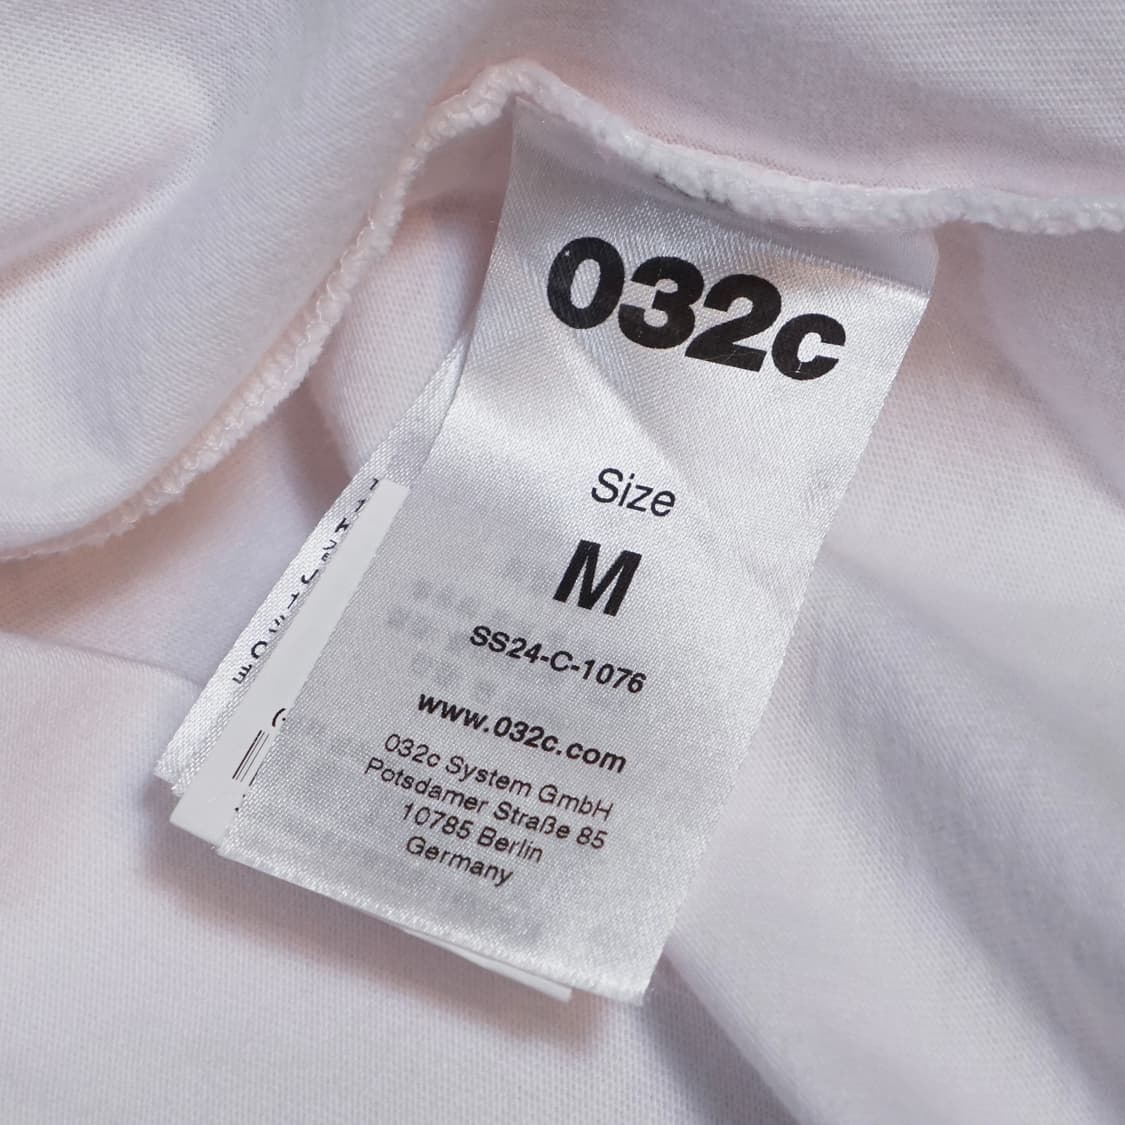 032c
Size
M
SS24-C-1076
www.032c.com
032c System GmbH
Potsdamer Straße 85
10785 Berlin
Germany